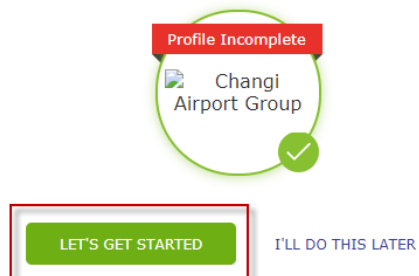 Profile Incomplete
Changi
Airport Group
LET'S GET STARTED
I'LL DO THIS LATER